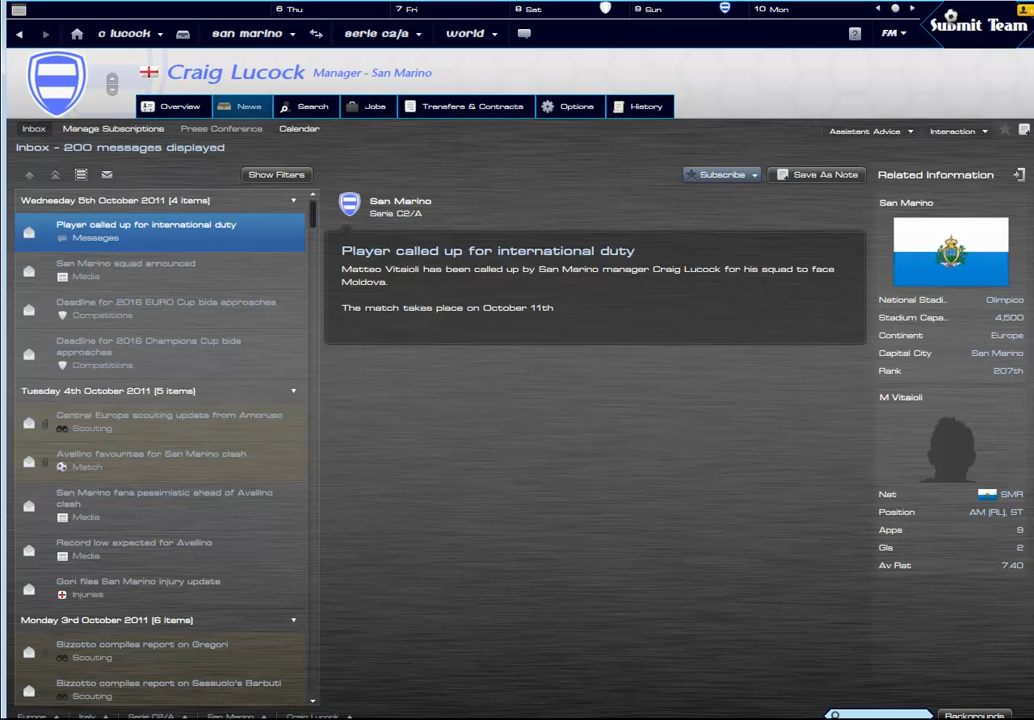 6 Thu 7 Fri 8 Sat 9 Sun 10 Mon
c lucock san marino serie c2/a world FM Submit Team
Craig Lucock Manager - San Marino
Overview News Search Jobs Transfers & Contracts Options History
Inbox Manage Subscriptions Press Conference Calendar Assistant Advice Interaction
Inbox - 200 messages displayed
Show Filters Subscribe Save As Note Related Information
Wednesday 5th October 2011 [4 items]
Player called up for international duty
Messages
San Marino squad announced
Media
Deadline for 2016 EURO Cup bids approaches
Competitions
Deadline for 2016 Champions Cup bids
approaches
Competitions
Tuesday 4th October 2011 [5 items]
Central Europe scouting update from Amoruso
Scouting
Avellino favourites for San Marino clash
Match
San Marino fans pessimistic ahead of Avellino
clash
Media
Record low expected for Avellino
Media
Gori files San Marino injury update
Injuries
Monday 3rd October 2011 [6 items]
Bizzotto compiles report on Gregori
Scouting
Bizzotto compiles report on Sassuolo's Barbuti
Scouting
San Marino
Serie C2/A
Player called up for international duty
Matteo Vitaioli has been called up by San Marino manager Craig Lucock for his squad to face
Moldova.
The match takes place on October 11th
San Marino
National Stadi.. Olimpico
Stadium Capa.. 4,500
Continent Europe
Capital City San Marino
Rank 207th
M Vitaioli
Nat SMR
Position AM (RL), ST
Apps 9
Gls 2
Av Rat 7.40
Europe Italy Serie C2/A San Marino Craig Lucock Backgrounds